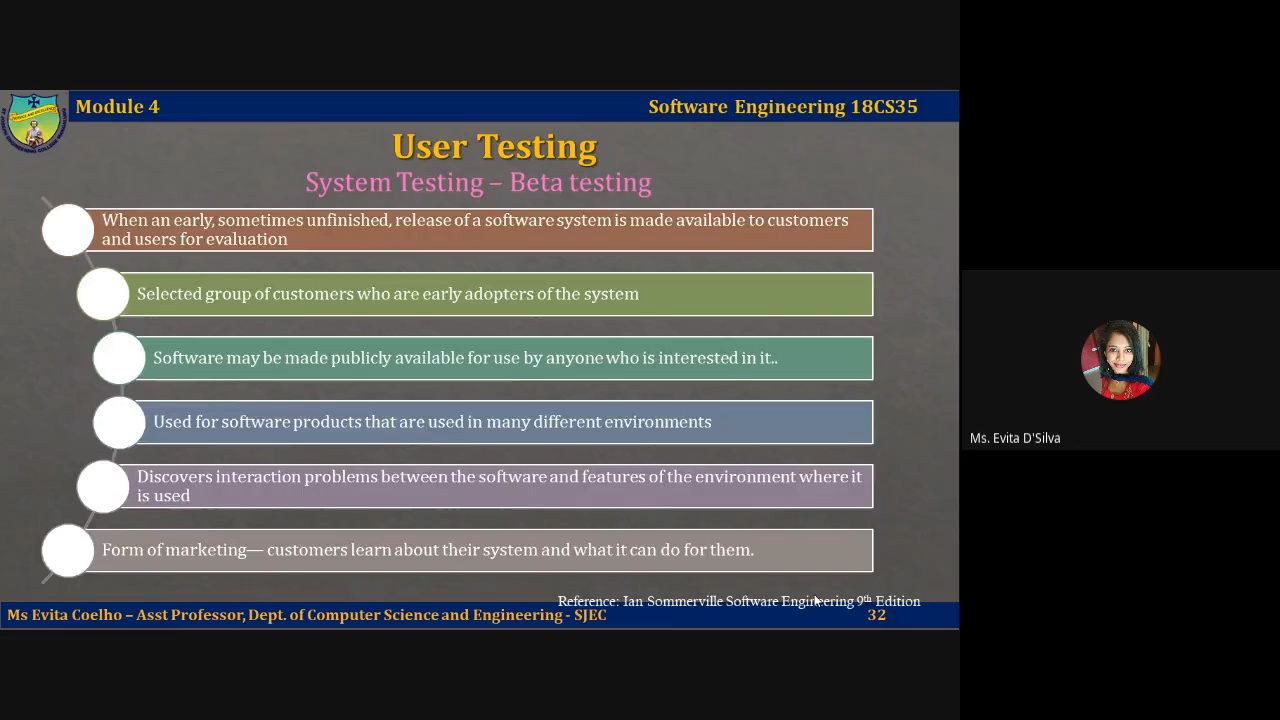 Module 4
Software Engineering 18CS35
User Testing
System Testing – Beta testing
When an early, sometimes unfinished, release of a software system is made available to customers
and users for evaluation
Selected group of customers who are early adopters of the system
Software may be made publicly available for use by anyone who is interested in it..
Used for software products that are used in many different environments
Discovers interaction problems between the software and features of the environment where it
is used
Form of marketing— customers learn about their system and what it can do for them.
Reference: Ian Sommerville Software Engineering 9th Edition
Ms Evita Coelho – Asst Professor, Dept. of Computer Science and Engineering - SJEC
32
Ms. Evita D'Silva